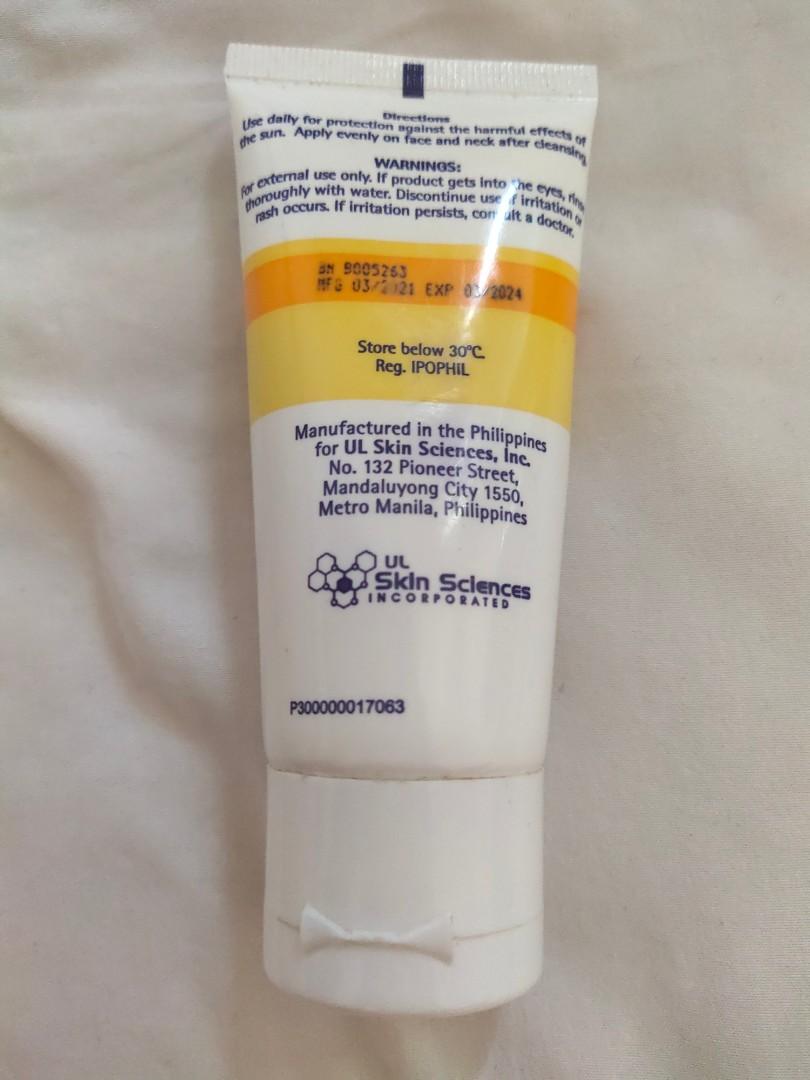 Directions
Use daily for protection against the harmful effects of
the sun. Apply evenly on face and neck after cleansing.
WARNINGS:
For external use only. If product gets into the eyes, rinse
thoroughly with water. Discontinue use if irritation or
rash occurs. If irritation persists, consult a doctor.
BN 9005263
MFG 03/2021 EXP 03/2024
Store below 30°C.
Reg. IPOPHIL
Manufactured in the Philippines
for UL Skin Sciences, Inc.
No. 132 Pioneer Street,
Mandaluyong City 1550,
Metro Manila, Philippines
UL
Skin Sciences
INCORPORATED
P300000017063